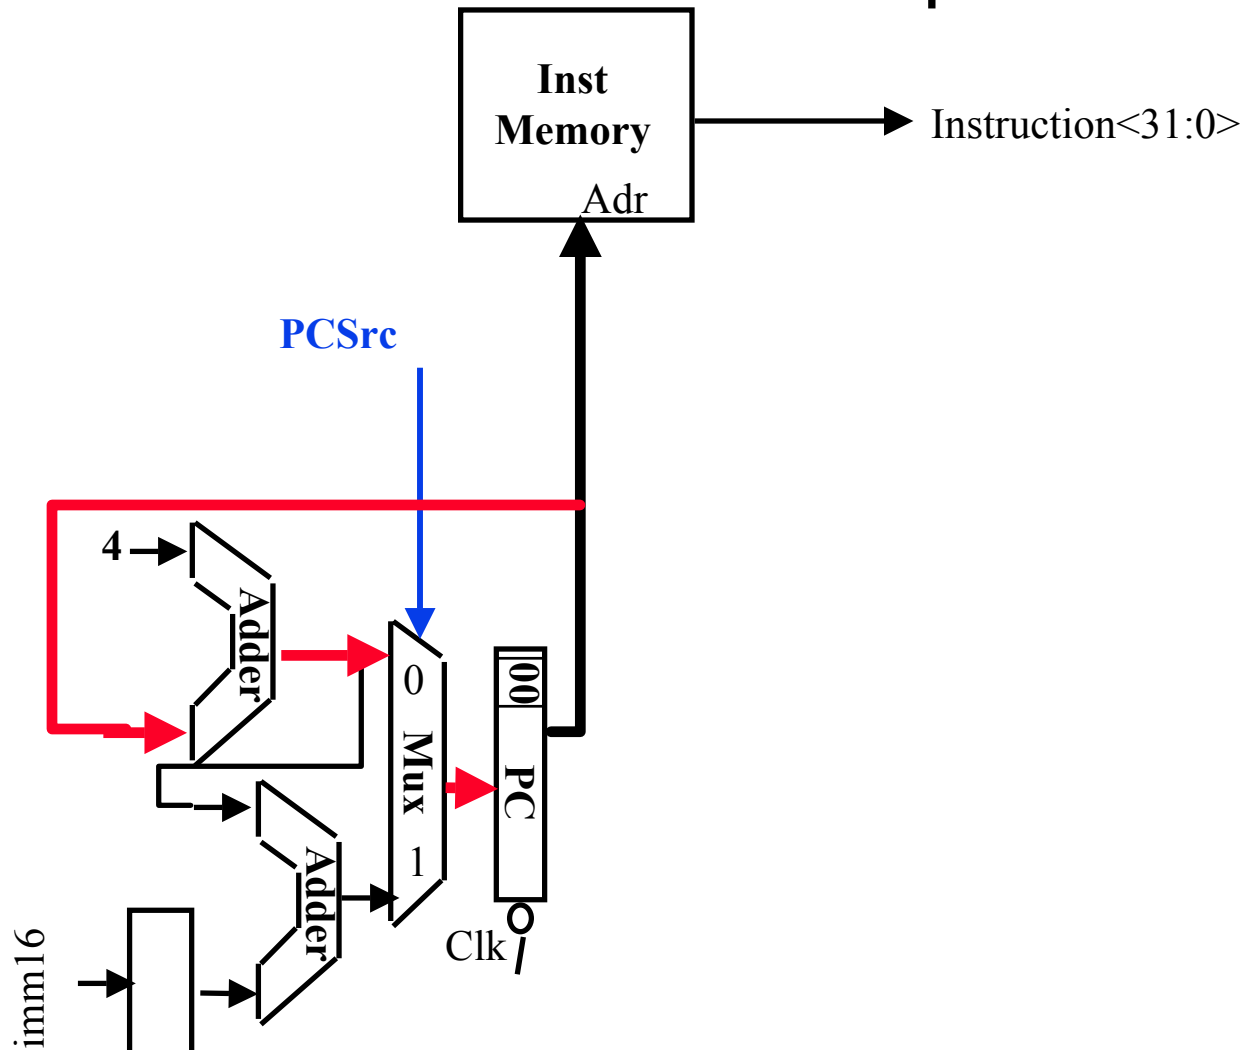 Inst
Memory
Adr
Instruction<31:0>
PCSrc
4
Adder
0
Mux
1
00
PC
Adder
Clk
imm16